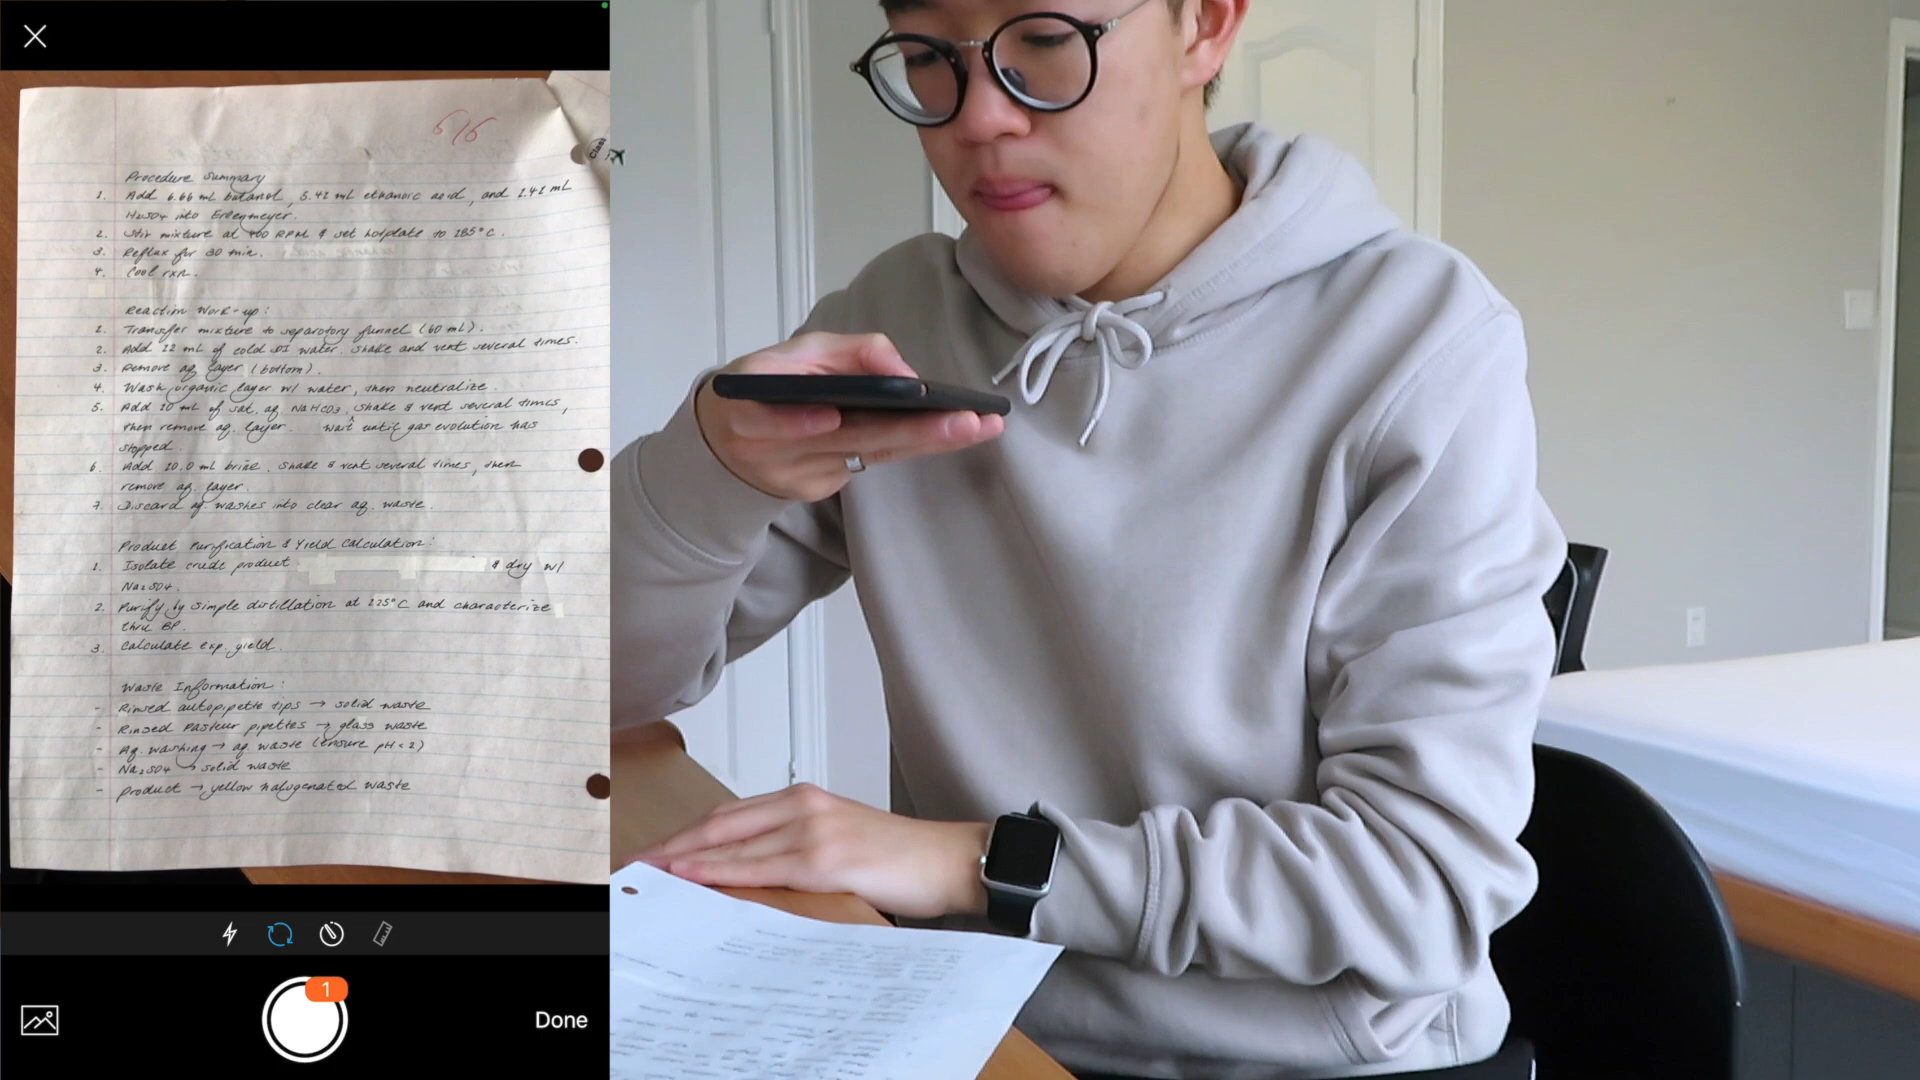 6/6
Class
Procedure Summary
1. Add 6.66 mL butanol, 5.42 mL ethanoic acid, and 1.42 mL
H₂SO₄ into Erlenmeyer.
2. Stir mixture at 400 RPM & set hotplate to 185°C.
3. Reflux for 30 min.
4. Cool rxn.
Reaction Work-up:
1. Transfer mixture to separatory funnel (60 mL).
2. Add 12 mL of cold DI water. Shake and vent several times.
3. Remove aq layer (bottom).
4. Wash organic layer w/ water, then neutralize.
5. Add 10 mL of sat. aq. NaHCO₃, shake & vent several times,
then remove aq. layer. wait until gas evolution has
stopped.
6. Add 10.0 mL brine, shake & vent several times, then
remove aq. layer.
7. Discard aq. washes into clear aq. waste.
Product Purification & Yield Calculation:
1. Isolate crude product & dry w/
Na₂SO₄.
2. Purify by simple distillation at 225°C and characterize
thru BP.
3. Calculate exp. yield.
Waste Information:
- Rinsed autopipette tips → solid waste
- Rinsed Pasteur pipettes → glass waste
- Aq. washing → aq. waste (ensure pH < 2)
- Na₂SO₄ → solid waste
- product → yellow halogenated waste
1
Done